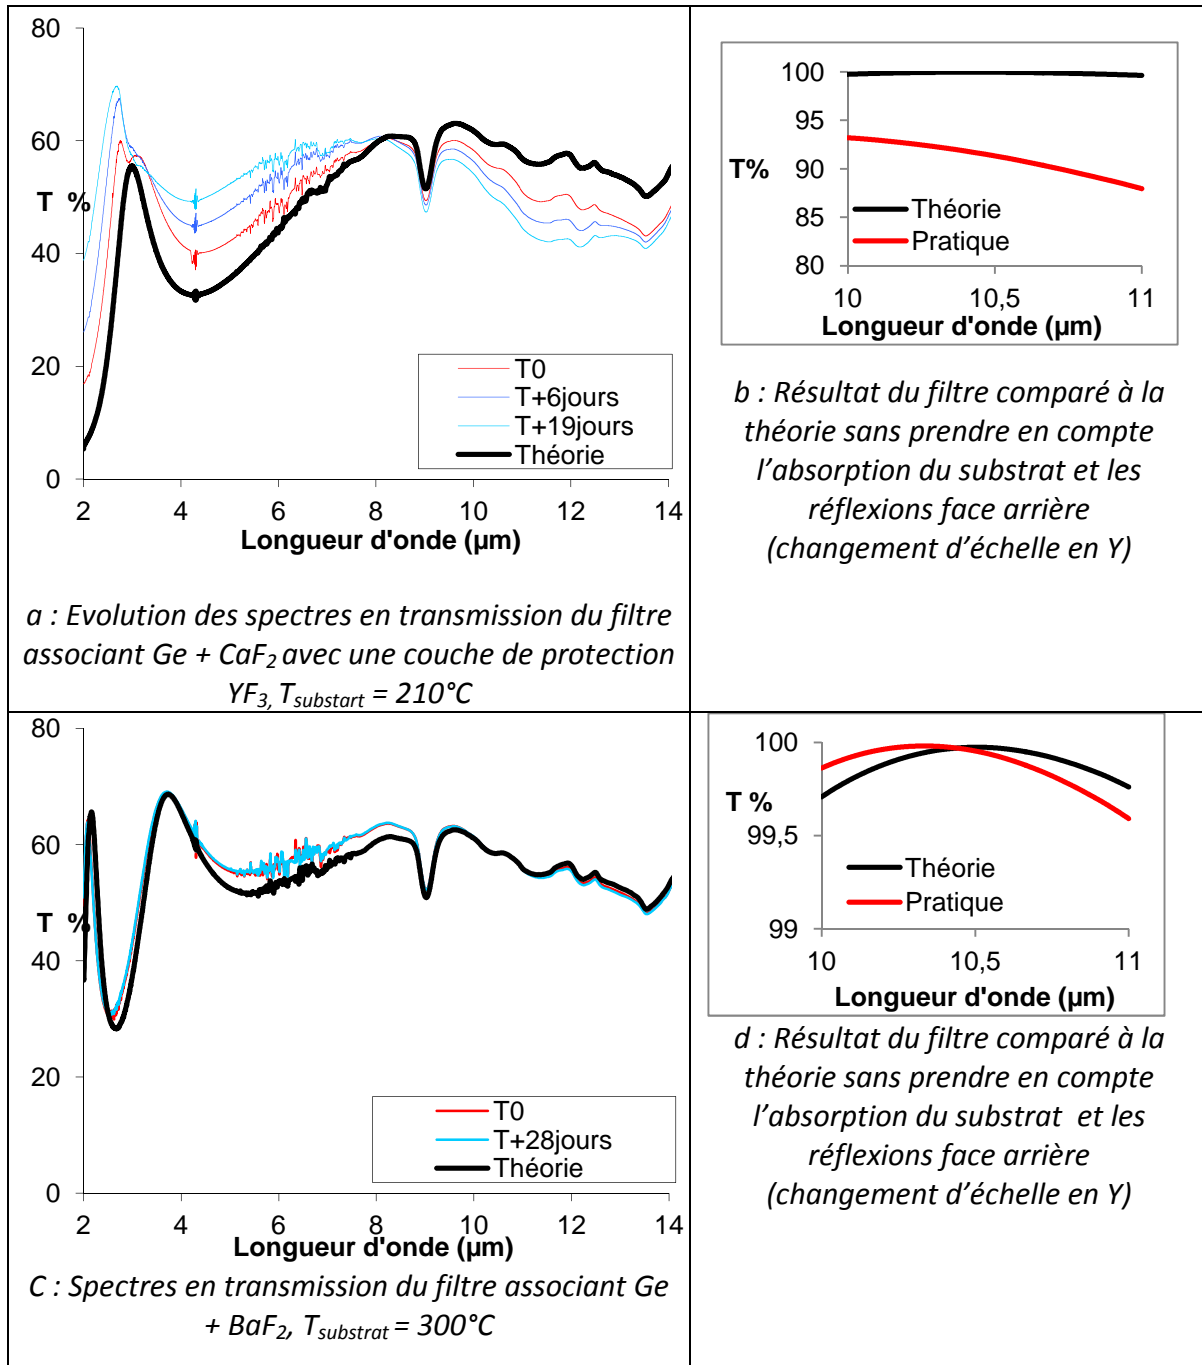 80
60
T %
40
20
0
2 4 6 8 10 12 14
Longueur d'onde (µm)
T0
T+6jours
T+19jours
Théorie
a : Evolution des spectres en transmission du filtre
associant Ge + CaF2 avec une couche de protection
YF3, Tsubstart = 210°C
100
95
T%
90
85
80
Théorie
Pratique
10 10,5 11
Longueur d'onde (µm)
b : Résultat du filtre comparé à la
théorie sans prendre en compte
l’absorption du substrat et les
réflexions face arrière
(changement d’échelle en Y)
80
60
T %
40
20
0
2 4 6 8 10 12 14
Longueur d'onde (µm)
T0
T+28jours
Théorie
C : Spectres en transmission du filtre associant Ge
+ BaF2, Tsubstrat = 300°C
100
T %
99,5
99
Théorie
Pratique
10 10,5 11
Longueur d'onde (µm)
d : Résultat du filtre comparé à la
théorie sans prendre en compte
l’absorption du substrat et les
réflexions face arrière
(changement d’échelle en Y)